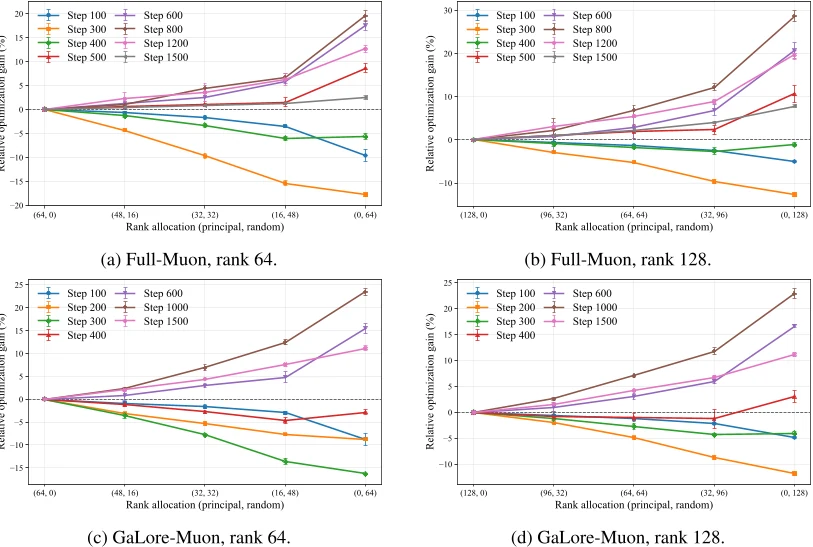 Step 100
Step 300
Step 400
Step 500
Step 600
Step 800
Step 1200
Step 1500
20
15
10
5
0
−5
−10
−15
−20
Relative optimization gain (%)
(64, 0)
(48, 16)
(32, 32)
(16, 48)
(0, 64)
Rank allocation (principal, random)
(a) Full-Muon, rank 64.
Step 100
Step 300
Step 400
Step 500
Step 600
Step 800
Step 1200
Step 1500
30
20
10
0
−10
Relative optimization gain (%)
(128, 0)
(96, 32)
(64, 64)
(32, 96)
(0, 128)
Rank allocation (principal, random)
(b) Full-Muon, rank 128.
Step 100
Step 200
Step 300
Step 400
Step 600
Step 1000
Step 1500
25
20
15
10
5
0
−5
−10
−15
Relative optimization gain (%)
(64, 0)
(48, 16)
(32, 32)
(16, 48)
(0, 64)
Rank allocation (principal, random)
(c) GaLore-Muon, rank 64.
Step 100
Step 200
Step 300
Step 400
Step 600
Step 1000
Step 1500
25
20
15
10
5
0
−5
−10
Relative optimization gain (%)
(128, 0)
(96, 32)
(64, 64)
(32, 96)
(0, 128)
Rank allocation (principal, random)
(d) GaLore-Muon, rank 128.